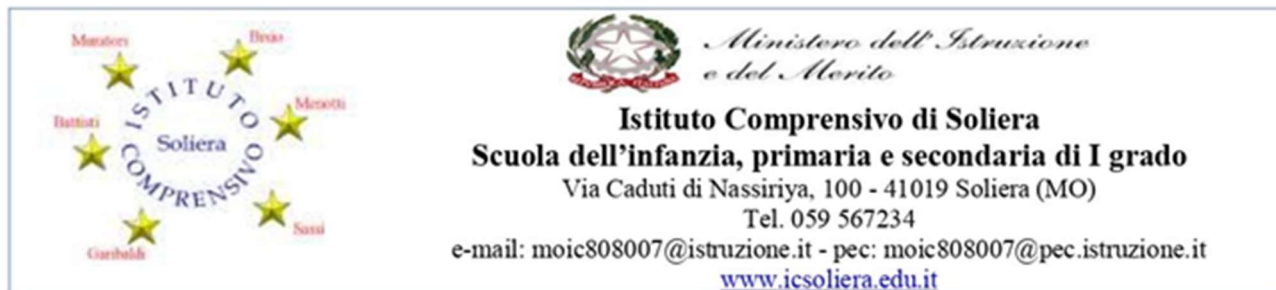 Muratori
Bixio
Menotti
Battisti
Sassi
Garibaldi
ISTITUTO
COMPRENSIVO
Soliera
Ministero dell'Istruzione
e del Merito
Istituto Comprensivo di Soliera
Scuola dell’infanzia, primaria e secondaria di I grado
Via Caduti di Nassiriya, 100 - 41019 Soliera (MO)
Tel. 059 567234
e-mail: moic808007@istruzione.it - pec: moic808007@pec.istruzione.it
www.icsoliera.edu.it